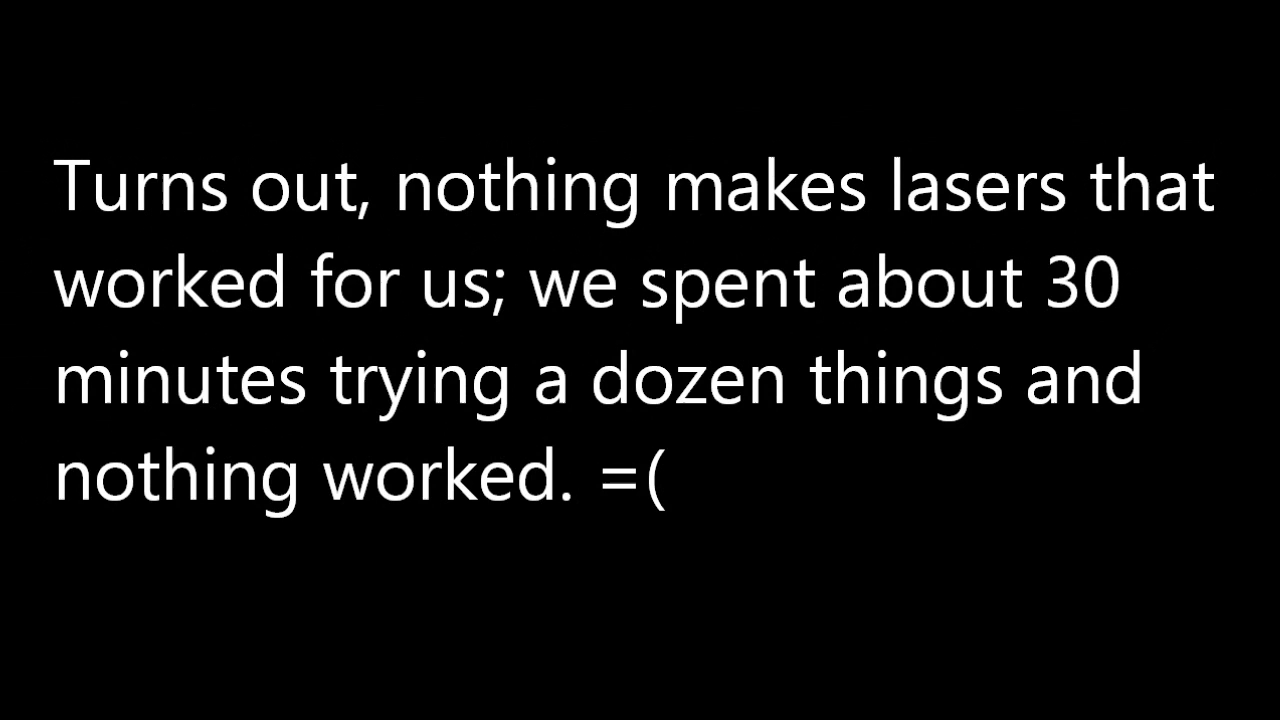 Turns out, nothing makes lasers that
worked for us; we spent about 30
minutes trying a dozen things and
nothing worked. =(